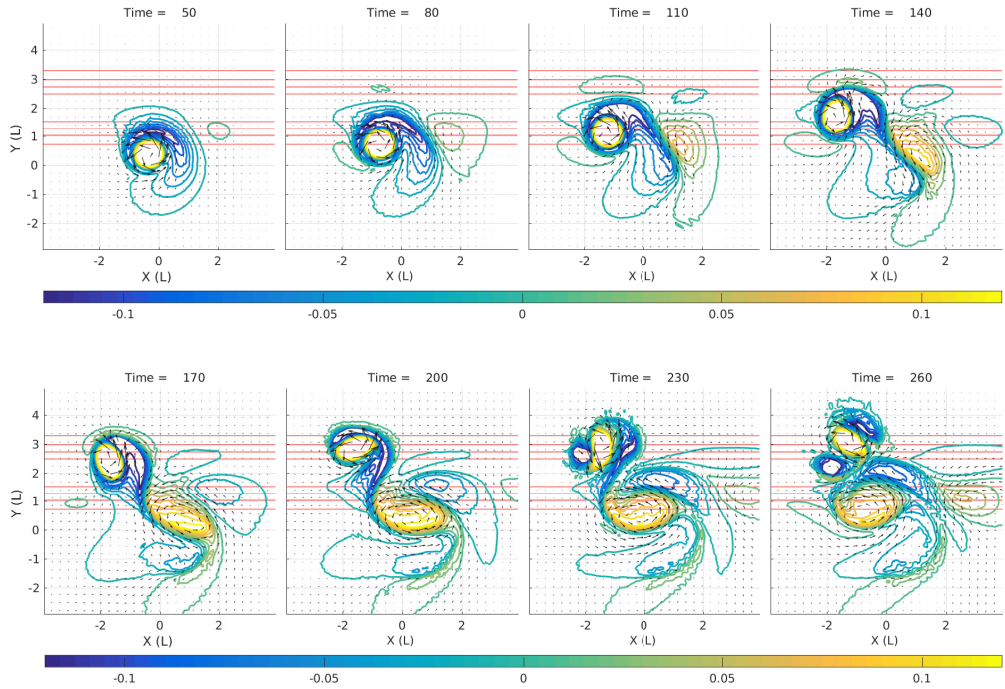 Time = 50 Time = 80 Time = 110 Time = 140
4
3
2
1
0
-1
-2
Y (L)
-2 0 2 -2 0 2 -2 0 2 -2 0 2
X (L) X (L) X (L) X (L)
-0.1 -0.05 0 0.05 0.1
Time = 170 Time = 200 Time = 230 Time = 260
4
3
2
1
0
-1
-2
Y (L)
-2 0 2 -2 0 2 -2 0 2 -2 0 2
X (L) X (L) X (L) X (L)
-0.1 -0.05 0 0.05 0.1